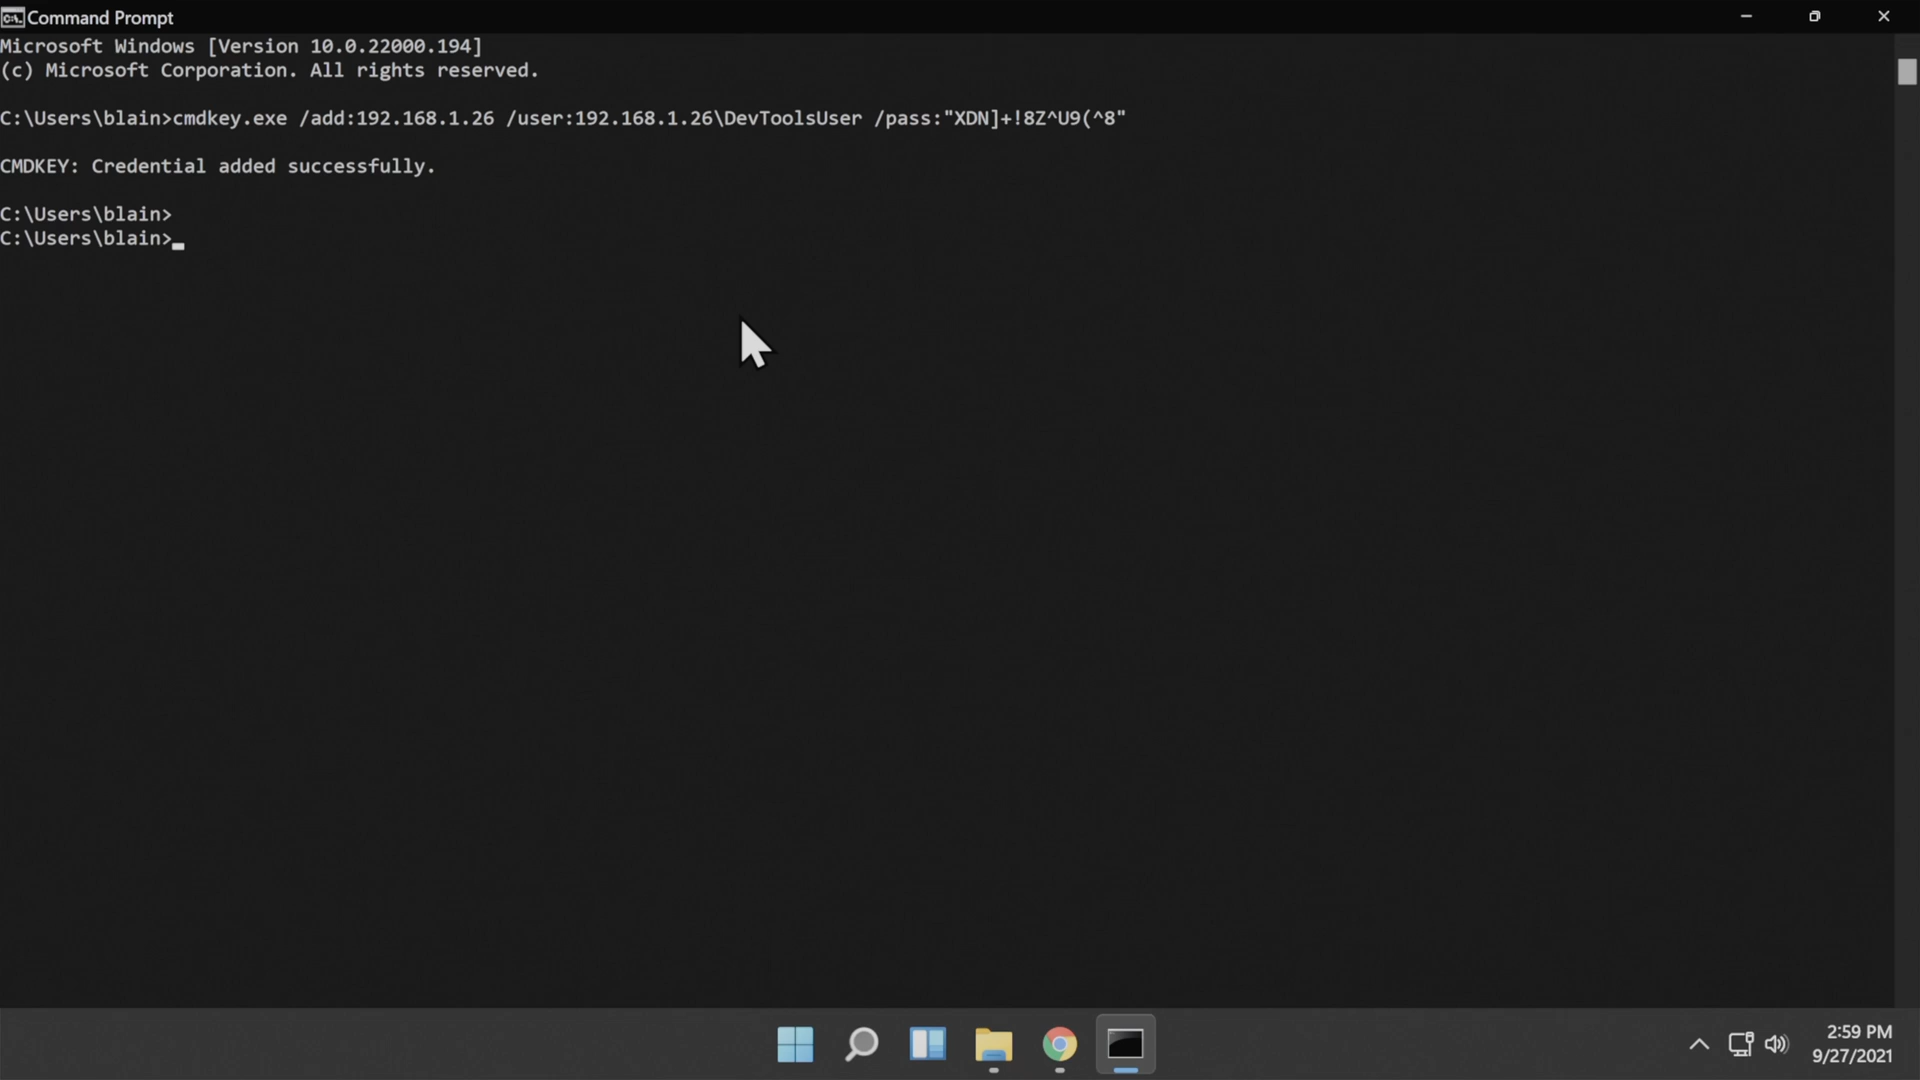 Command Prompt
Microsoft Windows [Version 10.0.22000.194]
(c) Microsoft Corporation. All rights reserved.
C:\Users\blain>cmdkey.exe /add:192.168.1.26 /user:192.168.1.26\DevToolsUser /pass:"XDN]+!8Z^U9(^8"
CMDKEY: Credential added successfully.
C:\Users\blain>
C:\Users\blain>
2:59 PM
9/27/2021